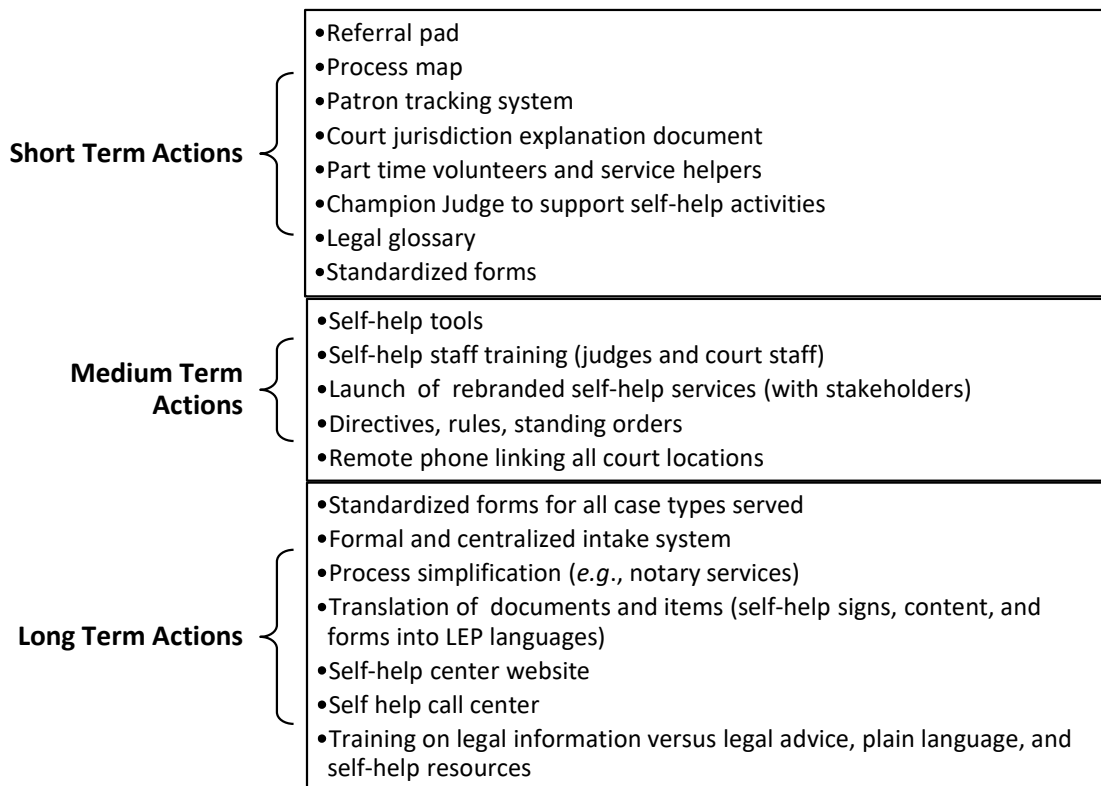 Short Term Actions
•Referral pad
•Process map
•Patron tracking system
•Court jurisdiction explanation document
•Part time volunteers and service helpers
•Champion Judge to support self-help activities
•Legal glossary
•Standardized forms
Medium Term
Actions
•Self-help tools
•Self-help staff training (judges and court staff)
•Launch of rebranded self-help services (with stakeholders)
•Directives, rules, standing orders
•Remote phone linking all court locations
Long Term Actions
•Standardized forms for all case types served
•Formal and centralized intake system
•Process simplification (e.g., notary services)
•Translation of documents and items (self-help signs, content, and
forms into LEP languages)
•Self-help center website
•Self help call center
•Training on legal information versus legal advice, plain language, and
self-help resources